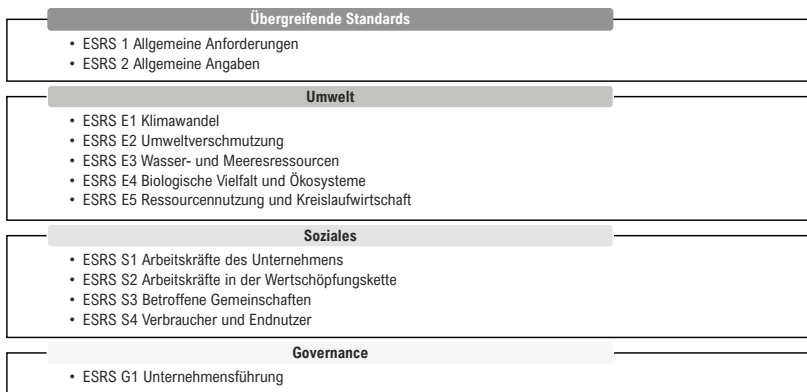 Übergreifende Standards
• ESRS 1 Allgemeine Anforderungen
• ESRS 2 Allgemeine Angaben
Umwelt
• ESRS E1 Klimawandel
• ESRS E2 Umweltverschmutzung
• ESRS E3 Wasser- und Meeresressourcen
• ESRS E4 Biologische Vielfalt und Ökosysteme
• ESRS E5 Ressourcennutzung und Kreislaufwirtschaft
Soziales
• ESRS S1 Arbeitskräfte des Unternehmens
• ESRS S2 Arbeitskräfte in der Wertschöpfungskette
• ESRS S3 Betroffene Gemeinschaften
• ESRS S4 Verbraucher und Endnutzer
Governance
• ESRS G1 Unternehmensführung